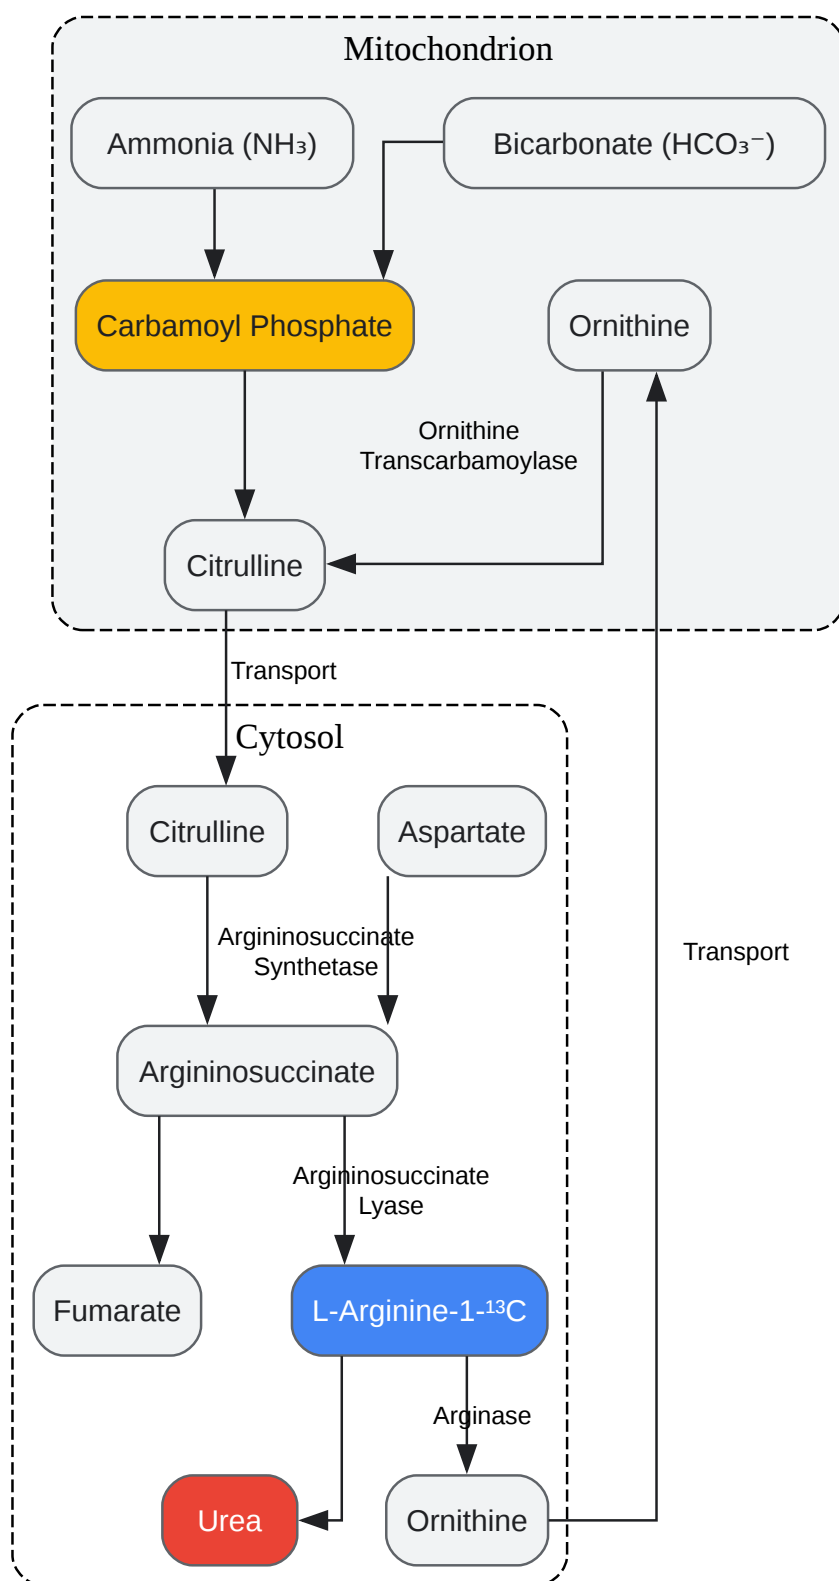 Mitochondrion
Ammonia (NH₃)
Bicarbonate (HCO₃⁻)
Carbamoyl Phosphate
Ornithine
Ornithine
Transcarbamoylase
Citrulline
Transport
Cytosol
Citrulline
Aspartate
Argininosuccinate
Synthetase
Transport
Argininosuccinate
Argininosuccinate
Lyase
Fumarate
L-Arginine-1-¹³C
Arginase
Urea
Ornithine